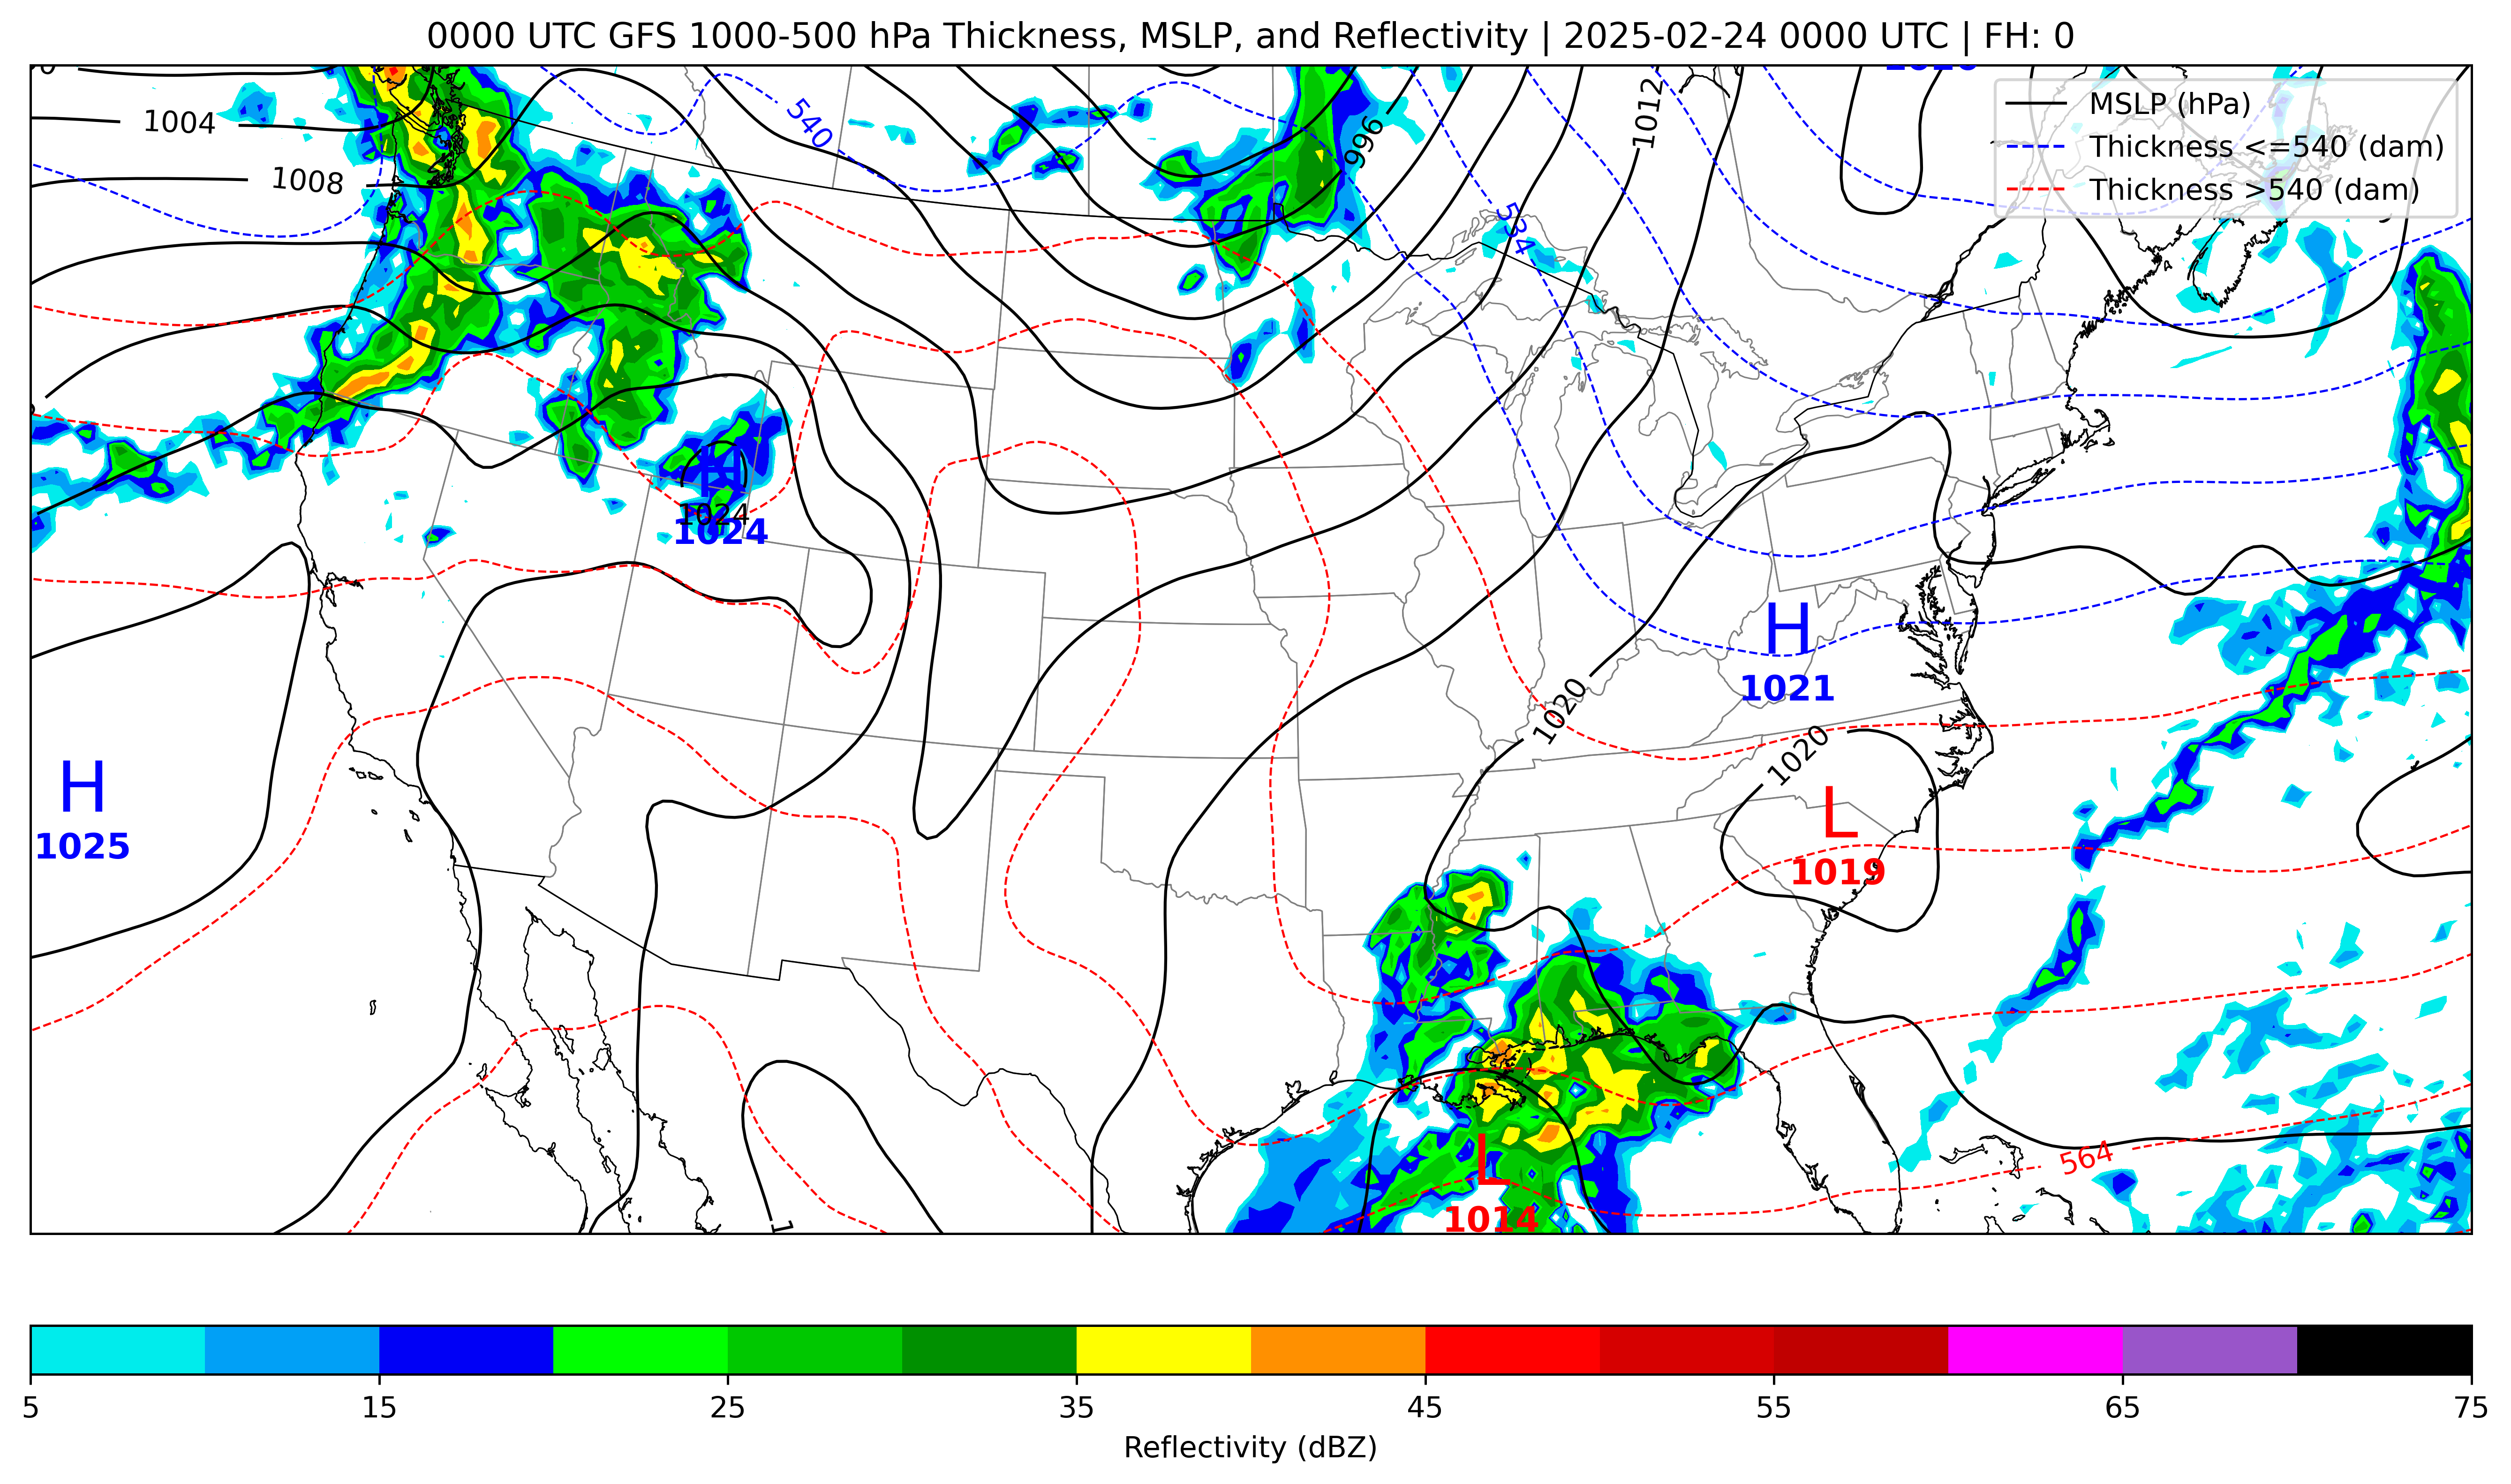 0000 UTC GFS 1000-500 hPa Thickness, MSLP, and Reflectivity | 2025-02-24 0000 UTC | FH: 0
MSLP (hPa)
Thickness <=540 (dam)
Thickness >540 (dam)
1004
1008
540
996
1012
534
H
1024
1024
H
1021
1020
1020
H
1025
L
1019
L
1014
564
5 15 25 35 45 55 65 75
Reflectivity (dBZ)